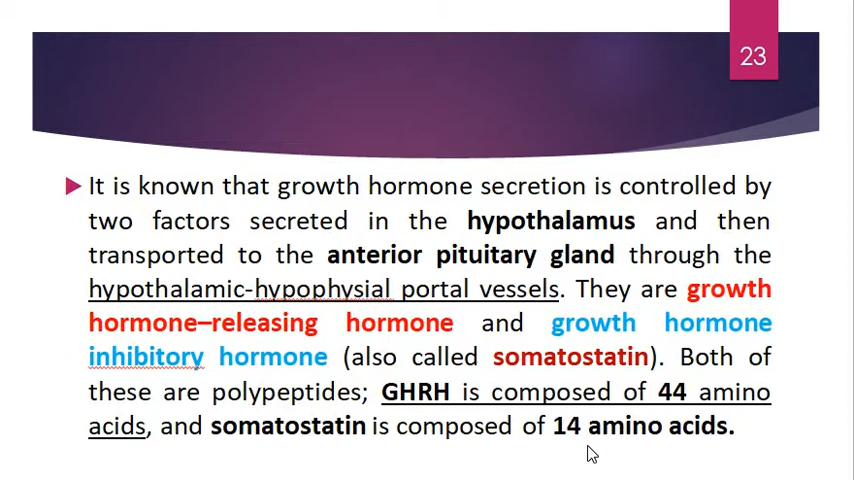 23
It is known that growth hormone secretion is controlled by
two factors secreted in the hypothalamus and then
transported to the anterior pituitary gland through the
hypothalamic-hypophysial portal vessels. They are growth
hormone–releasing hormone and growth hormone
inhibitory hormone (also called somatostatin). Both of
these are polypeptides; GHRH is composed of 44 amino
acids, and somatostatin is composed of 14 amino acids.